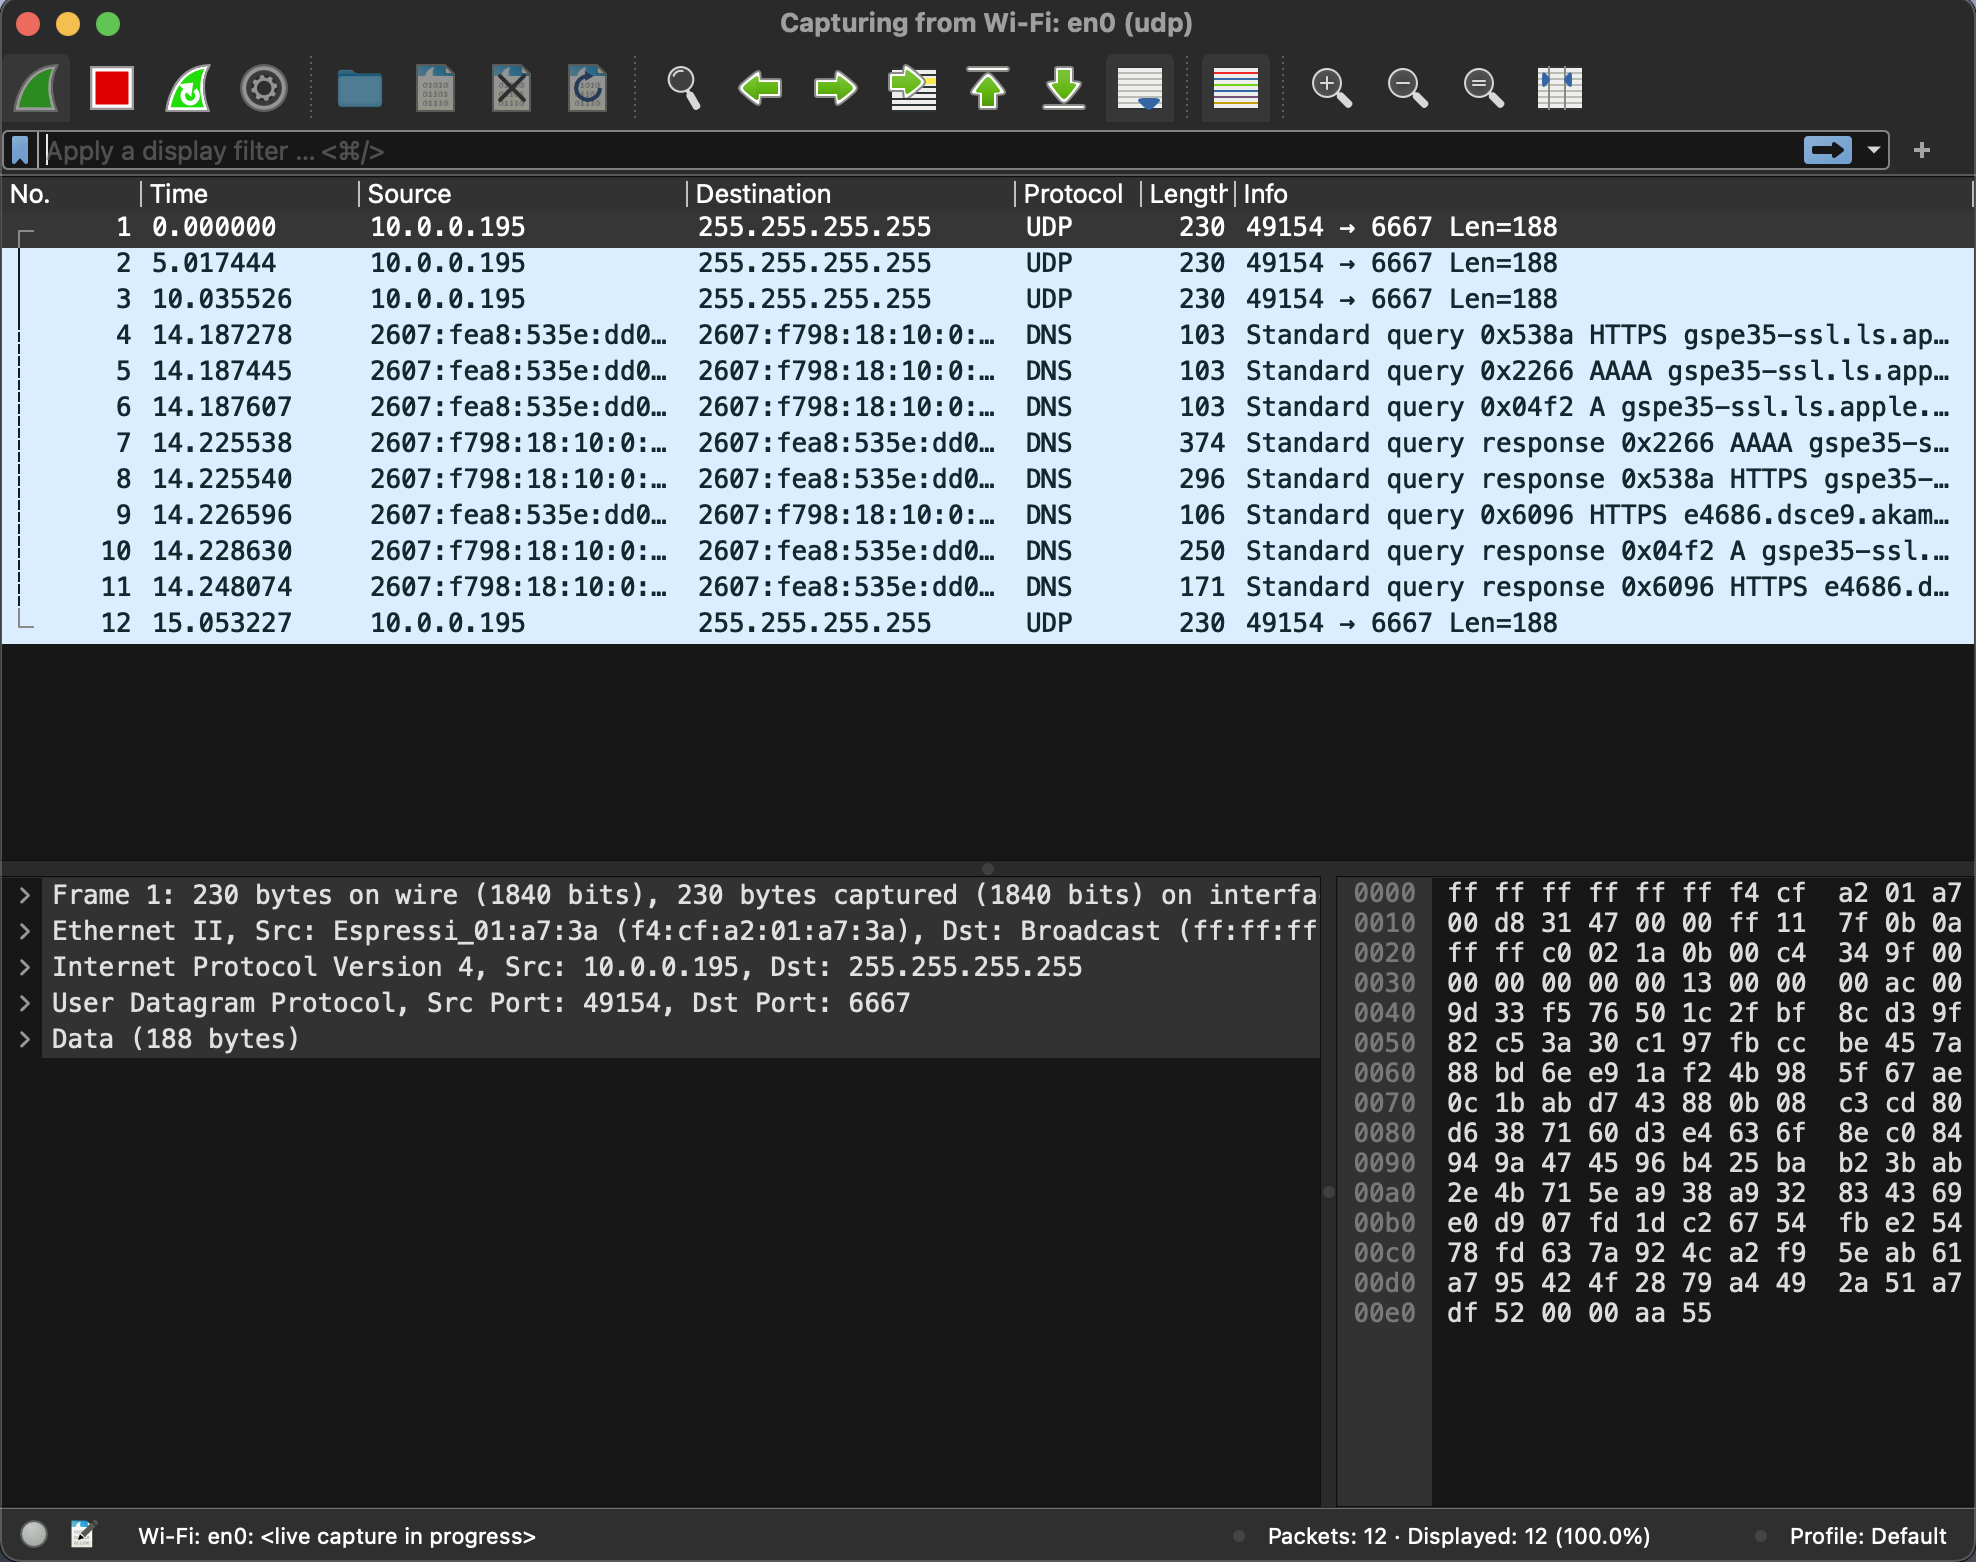 Capturing from Wi-Fi: en0 (udp)
Apply a display filter ... <⌘/>
No. Time Source Destination Protocol Length Info
1 0.000000 10.0.0.195 255.255.255.255 UDP 230 49154 → 6667 Len=188
2 5.017444 10.0.0.195 255.255.255.255 UDP 230 49154 → 6667 Len=188
3 10.035526 10.0.0.195 255.255.255.255 UDP 230 49154 → 6667 Len=188
4 14.187278 2607:fea8:535e:dd0… 2607:f798:18:10:0:… DNS 103 Standard query 0x538a HTTPS gspe35-ssl.ls.ap…
5 14.187445 2607:fea8:535e:dd0… 2607:f798:18:10:0:… DNS 103 Standard query 0x2266 AAAA gspe35-ssl.ls.app…
6 14.187607 2607:fea8:535e:dd0… 2607:f798:18:10:0:… DNS 103 Standard query 0x04f2 A gspe35-ssl.ls.apple.…
7 14.225538 2607:f798:18:10:0:… 2607:fea8:535e:dd0… DNS 374 Standard query response 0x2266 AAAA gspe35-s…
8 14.225540 2607:f798:18:10:0:… 2607:fea8:535e:dd0… DNS 296 Standard query response 0x538a HTTPS gspe35-…
9 14.226596 2607:fea8:535e:dd0… 2607:f798:18:10:0:… DNS 106 Standard query 0x6096 HTTPS e4686.dsce9.akam…
10 14.228630 2607:f798:18:10:0:… 2607:fea8:535e:dd0… DNS 250 Standard query response 0x04f2 A gspe35-ssl.…
11 14.248074 2607:f798:18:10:0:… 2607:fea8:535e:dd0… DNS 171 Standard query response 0x6096 HTTPS e4686.d…
12 15.053227 10.0.0.195 255.255.255.255 UDP 230 49154 → 6667 Len=188
Frame 1: 230 bytes on wire (1840 bits), 230 bytes captured (1840 bits) on interfa
Ethernet II, Src: Espressi_01:a7:3a (f4:cf:a2:01:a7:3a), Dst: Broadcast (ff:ff:ff
Internet Protocol Version 4, Src: 10.0.0.195, Dst: 255.255.255.255
User Datagram Protocol, Src Port: 49154, Dst Port: 6667
Data (188 bytes)
0000 ff ff ff ff ff ff f4 cf a2 01 a7
0010 00 d8 31 47 00 00 ff 11 7f 0b 0a
0020 ff ff c0 02 1a 0b 00 c4 34 9f 00
0030 00 00 00 00 00 13 00 00 00 ac 00
0040 9d 33 f5 76 50 1c 2f bf 8c d3 9f
0050 82 c5 3a 30 c1 97 fb cc be 45 7a
0060 88 bd 6e e9 1a f2 4b 98 5f 67 ae
0070 0c 1b ab d7 43 88 0b 08 c3 cd 80
0080 d6 38 71 60 d3 e4 63 6f 8e c0 84
0090 94 9a 47 45 96 b4 25 ba b2 3b ab
00a0 2e 4b 71 5e a9 38 a9 32 83 43 69
00b0 e0 d9 07 fd 1d c2 67 54 fb e2 54
00c0 78 fd 63 7a 92 4c a2 f9 5e ab 61
00d0 a7 95 42 4f 28 79 a4 49 2a 51 a7
00e0 df 52 00 00 aa 55
Wi-Fi: en0: <live capture in progress>
Packets: 12 · Displayed: 12 (100.0%)
Profile: Default